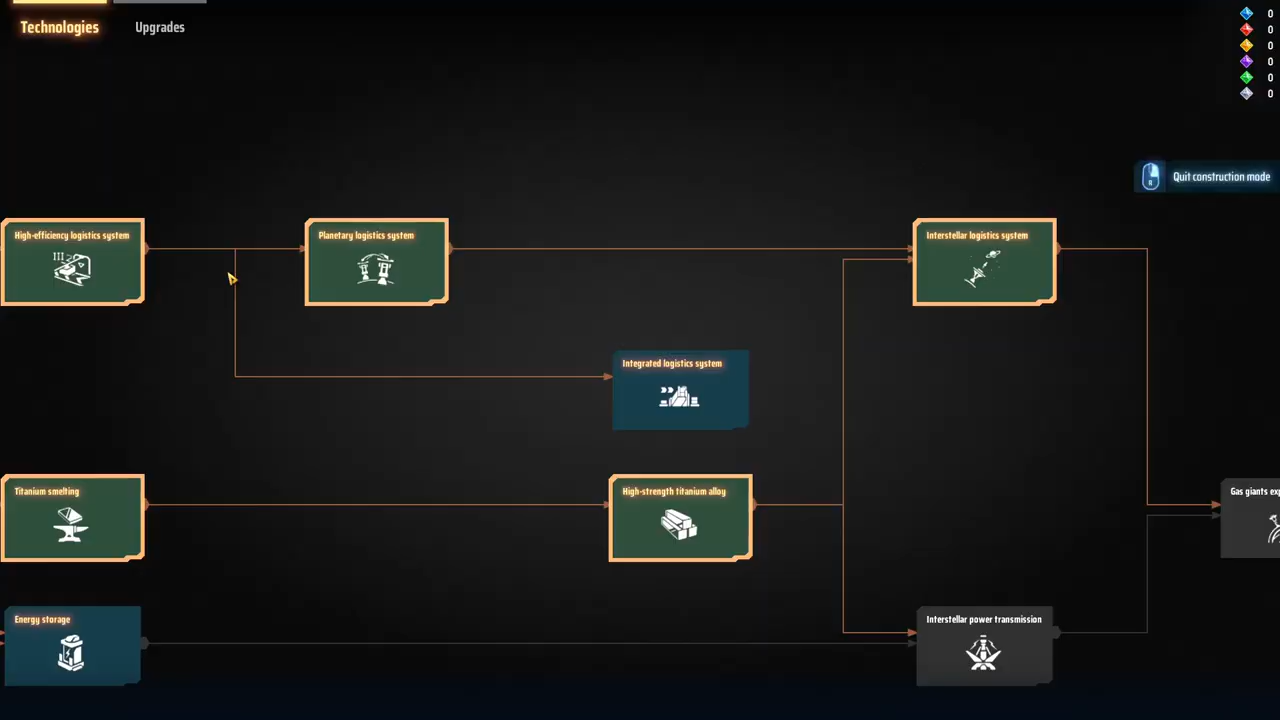 Technologies
Upgrades
0
0
0
0
0
0
R
Quit construction mode
High-efficiency logistics system
Planetary logistics system
Interstellar logistics system
Integrated logistics system
Titanium smelting
High-strength titanium alloy
Gas giants
Energy storage
Interstellar power transmission